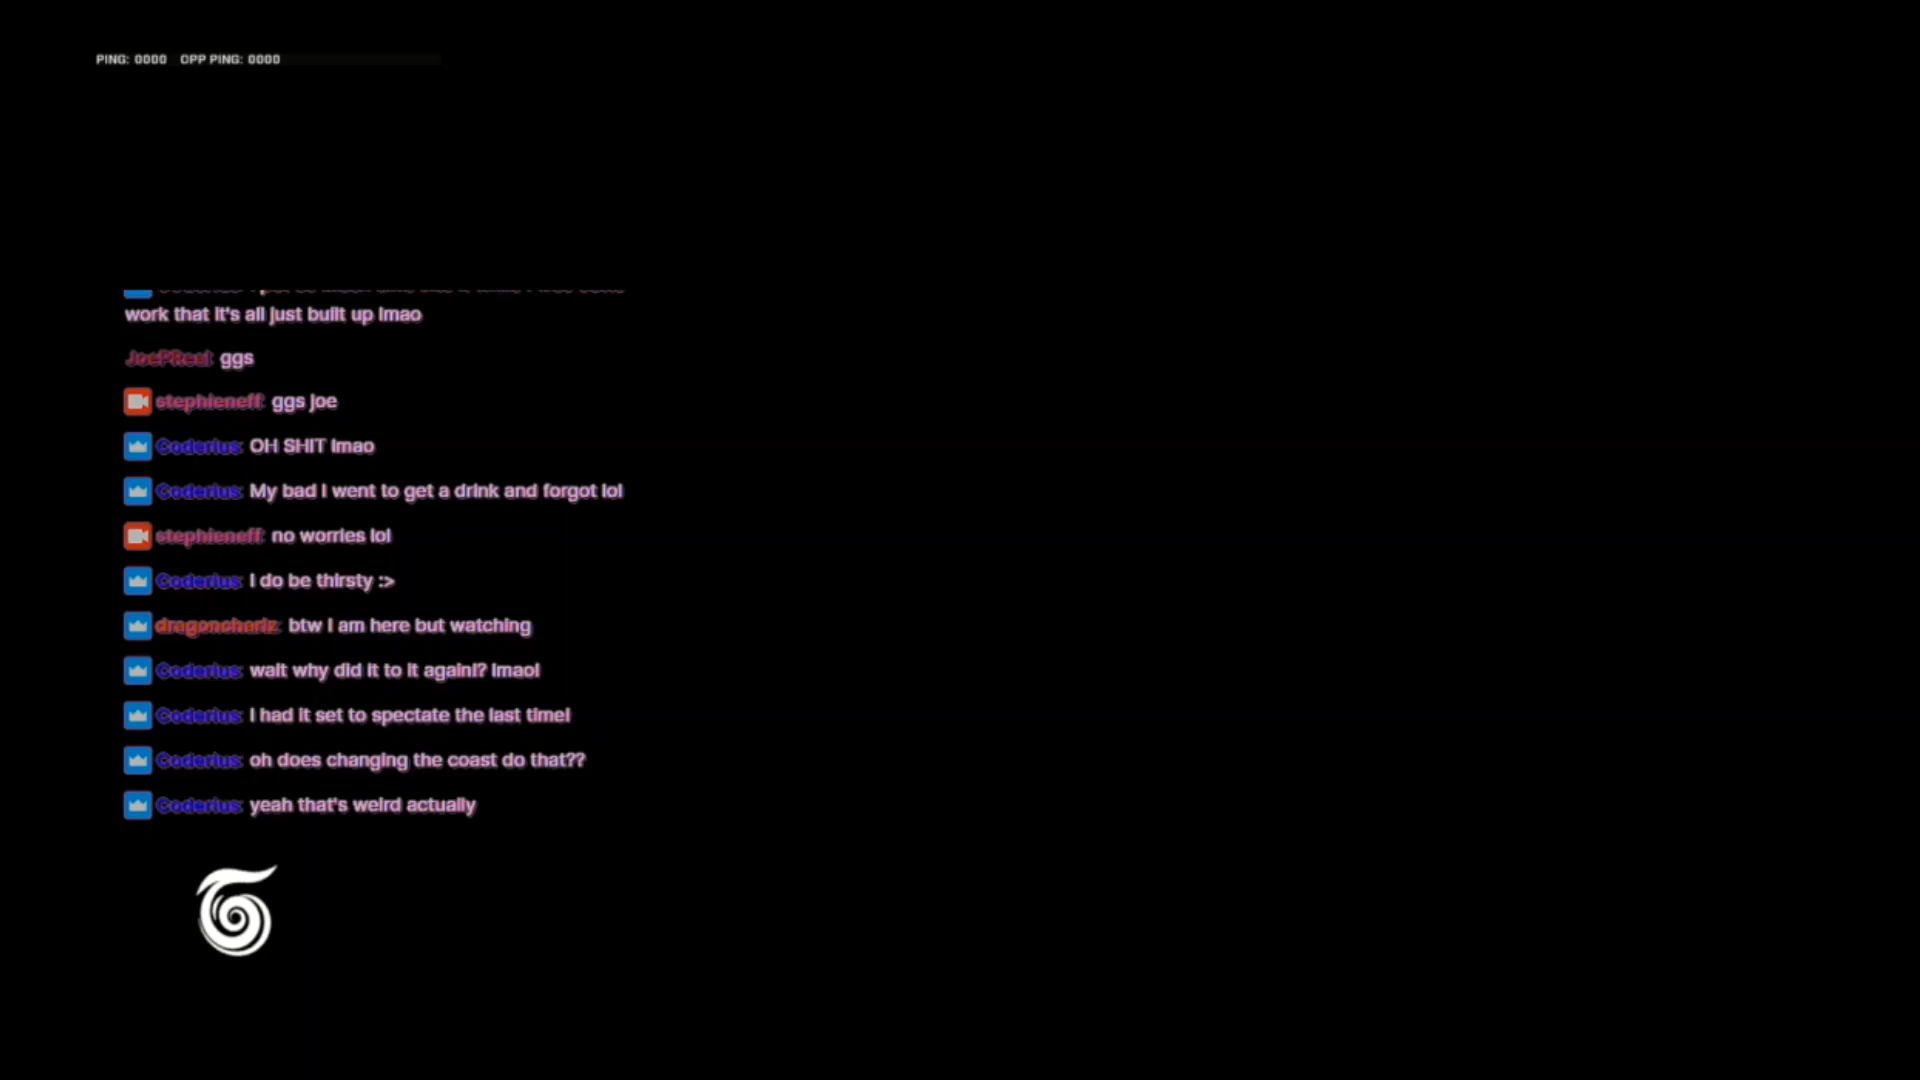 PING: 0000 OPP PING: 0000
work that it's all just built up lmao
JoePReal: ggs
stephieneff: ggs joe
Coderius: OH SHIT lmao
Coderius: My bad I went to get a drink and forgot lol
stephieneff: no worries lol
Coderius: I do be thirsty :>
btw I am here but watching
Coderius: wait why did it to it again!? lmao!
Coderius: I had it set to spectate the last time!
Coderius: oh does changing the coast do that??
Coderius: yeah that's weird actually